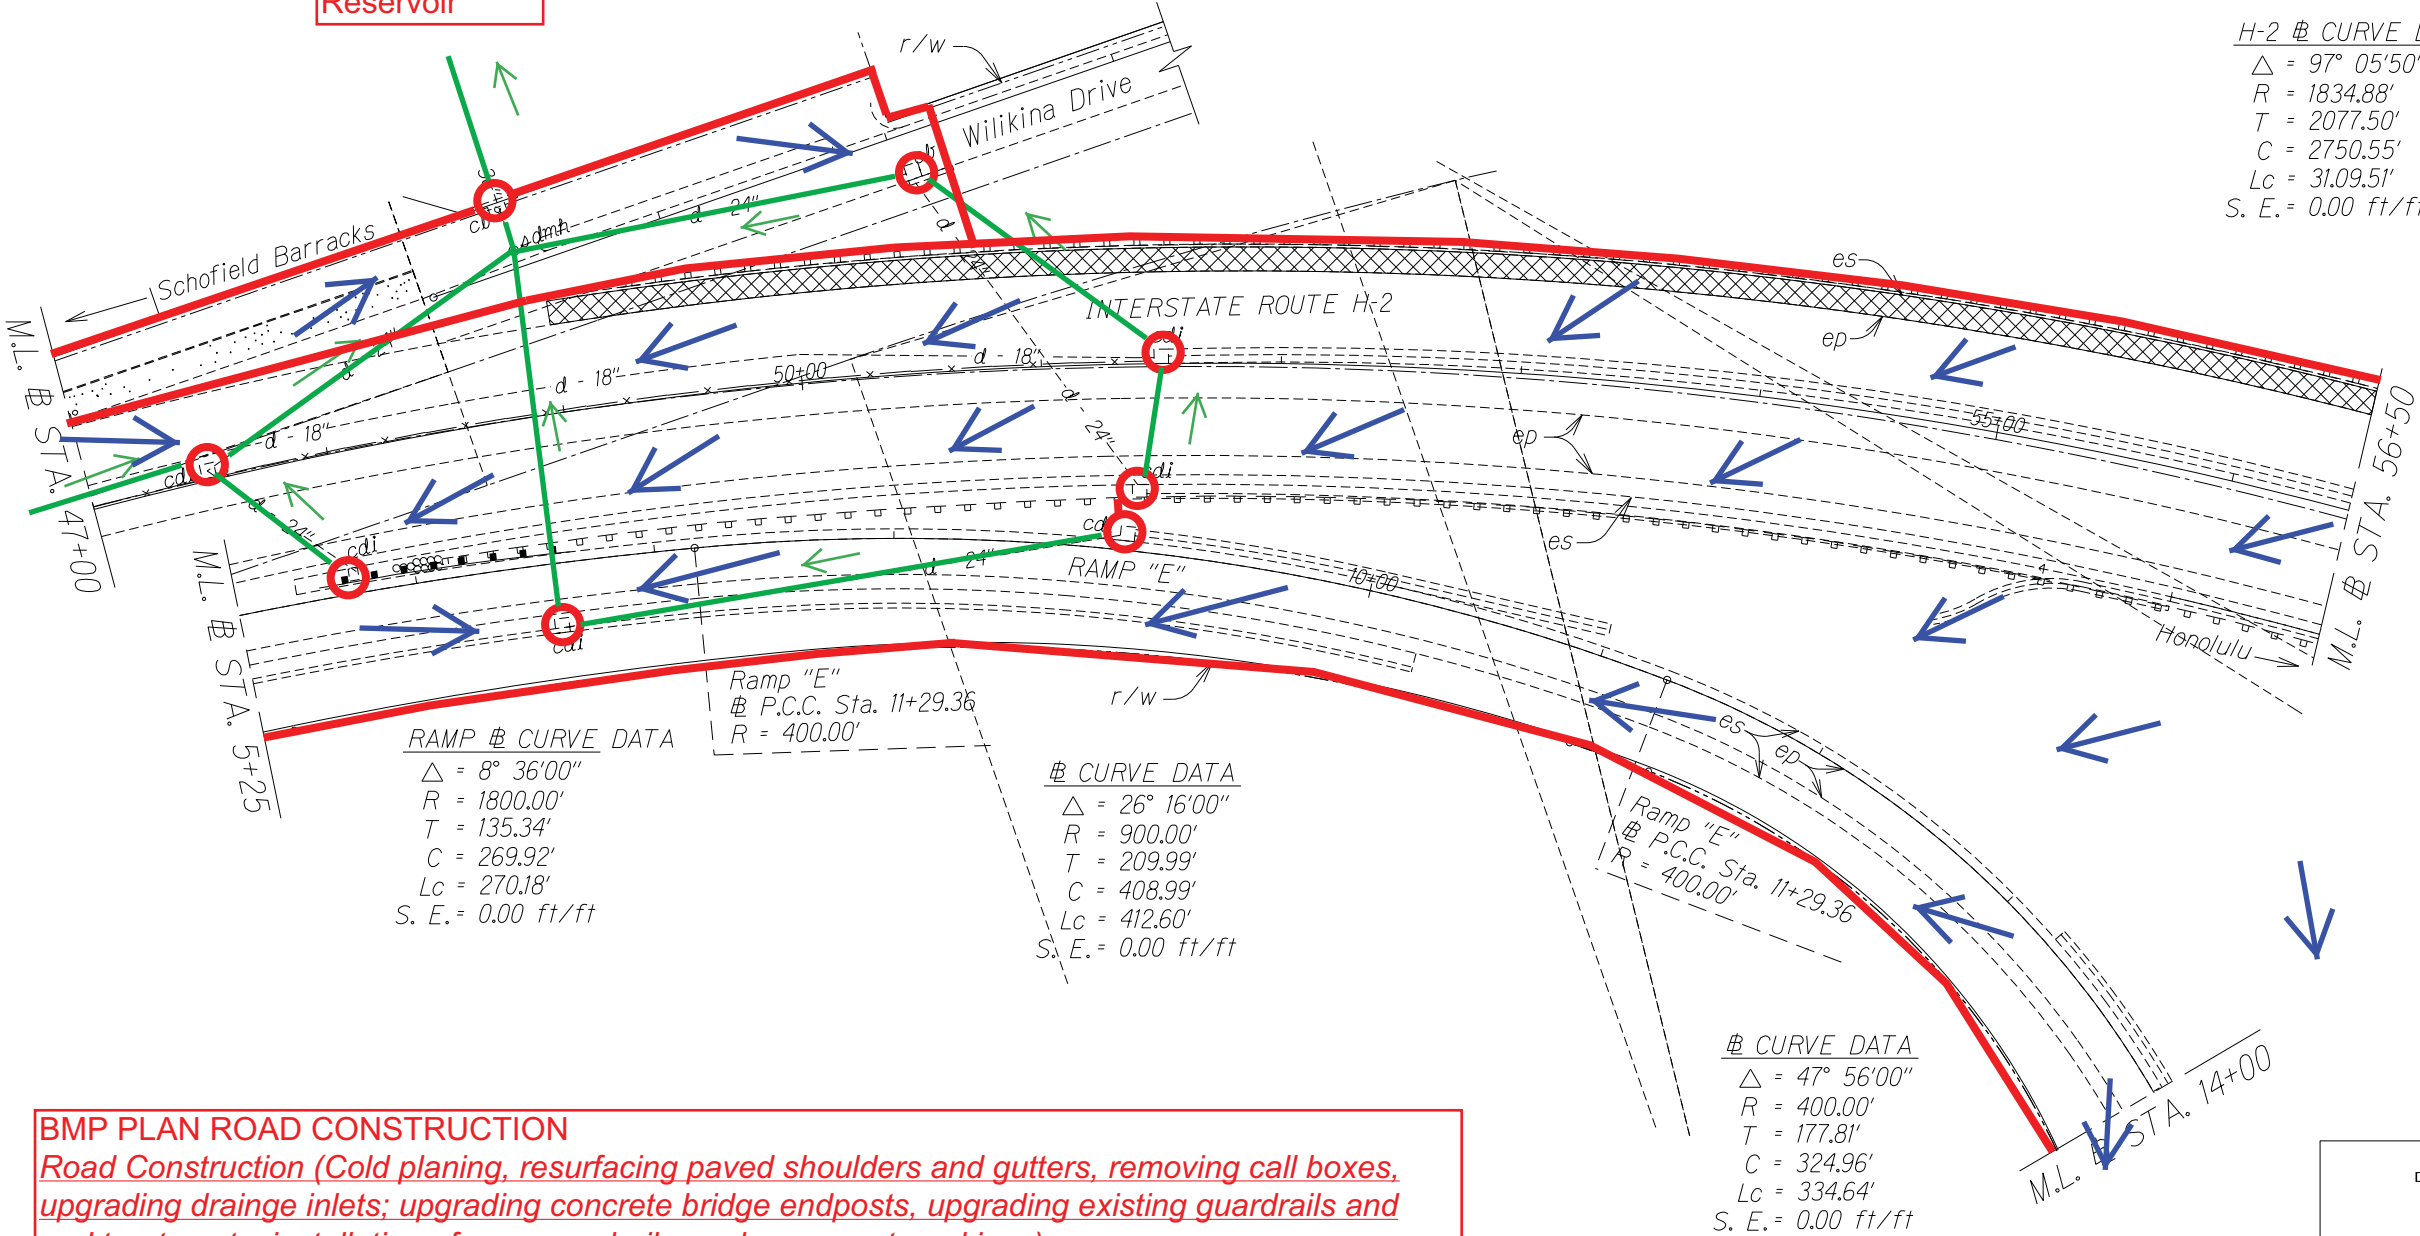 Reservoir
r/w
Wilikina Drive
Schofield Barracks
cb
sdmh
cb
d - 24"
d
24"
H-2 ⅊ CURVE
△ = 97° 05'50"
R = 1834.88'
T = 2077.50'
C = 2750.55'
Lc = 31.09.51'
S. E. = 0.00 ft/ft
es
ep
INTERSTATE ROUTE H-2
cdi
d - 18"
50+00
d - 18"
d - 18"
d
d
24"
55+00
ep
es
cdi
M.L. ⅊ STA. 47+00
M.L. ⅊ STA. 56+50
d - 24"
cdi
d 24"
RAMP "E"
10+00
Honolulu
cdi
M.L. ⅊ STA. 5+25
Ramp "E"
⅊ P.C.C. Sta. 11+29.36
R = 400.00'
r/w
es
ep
RAMP ⅊ CURVE DATA
△ = 8° 36'00"
R = 1800.00'
T = 135.34'
C = 269.92'
Lc = 270.18'
S. E. = 0.00 ft/ft
⅊ CURVE DATA
△ = 26° 16'00"
R = 900.00'
T = 209.99'
C = 408.99'
Lc = 412.60'
S. E. = 0.00 ft/ft
Ramp "E"
⅊ P.C.C. Sta. 11+29.36
R = 400.00'
⅊ CURVE DATA
△ = 47° 56'00"
R = 400.00'
T = 177.81'
C = 324.96'
Lc = 334.64'
S. E. = 0.00 ft/ft
M.L. ⅊ STA. 14+00
BMP PLAN ROAD CONSTRUCTION
Road Construction (Cold planing, resurfacing paved shoulders and gutters, removing call boxes,
upgrading drainge inlets; upgrading concrete bridge endposts, upgrading existing guardrails and